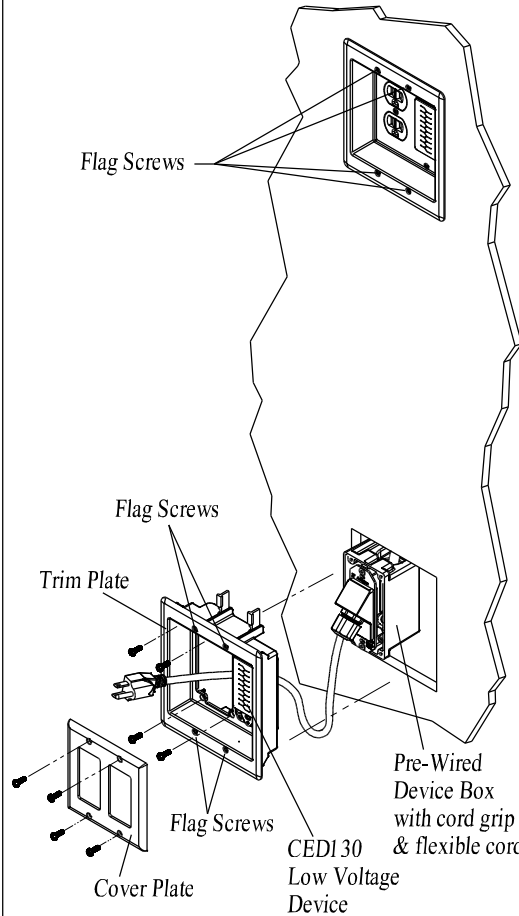 Flag Screws
Flag Screws
Trim Plate
Flag Screws
Cover Plate
CED130
Low Voltage
Device
Pre-Wired
Device Box
with cord grip
& flexible cord